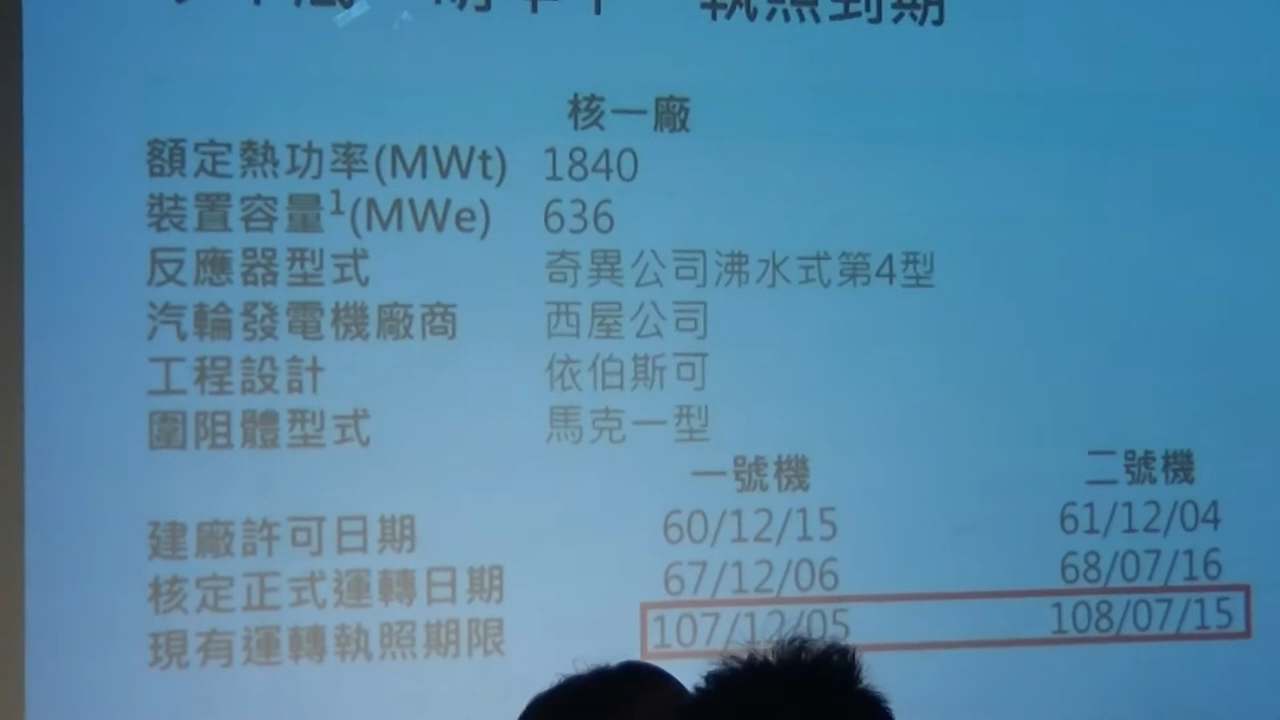 執照到期
核一廠
額定熱功率(MWt) 1840
裝置容量¹(MWe) 636
反應器型式 奇異公司沸水式第4型
汽輪發電機廠商 西屋公司
工程設計 依伯斯可
圍阻體型式 馬克一型
一號機 二號機
建廠許可日期 60/12/15 61/12/04
核定正式運轉日期 67/12/06 68/07/16
現有運轉執照期限 107/12/05 108/07/15